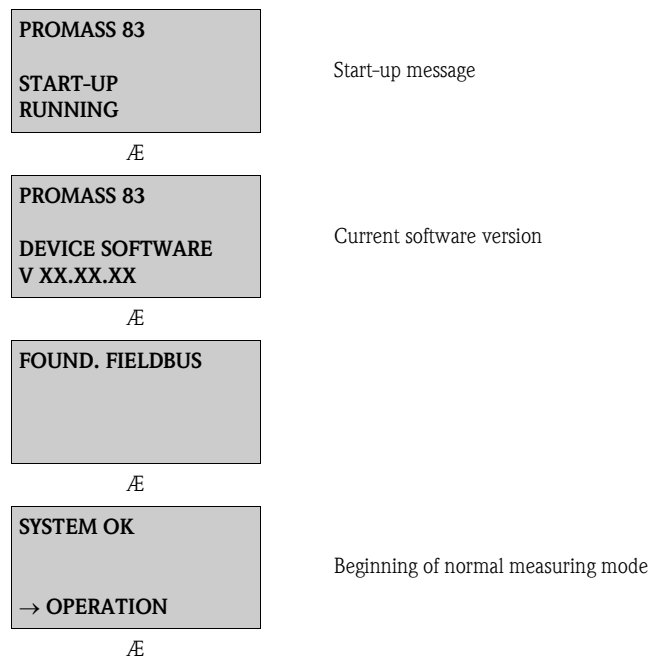 PROMASS 83
START-UP
RUNNING
Start-up message
Æ
PROMASS 83
DEVICE SOFTWARE
V XX.XX.XX
Current software version
Æ
FOUND. FIELDBUS
Æ
SYSTEM OK
→ OPERATION
Beginning of normal measuring mode
Æ